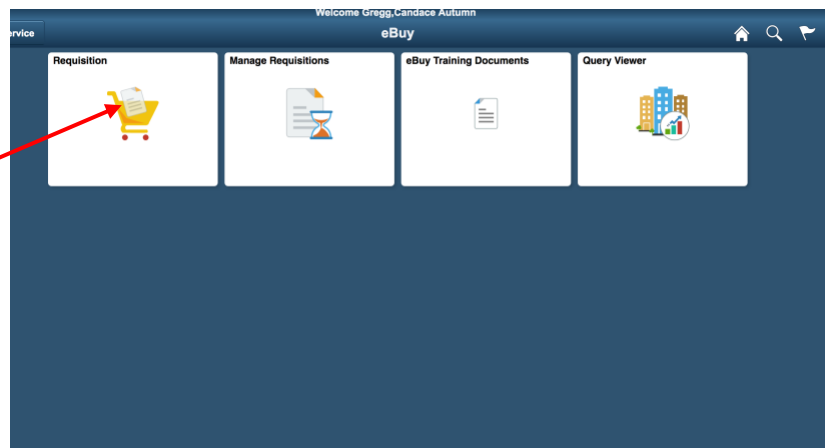 Welcome Gregg,Candace Autumn
ervice
eBuy
Requisition
Manage Requisitions
eBuy Training Documents
Query Viewer